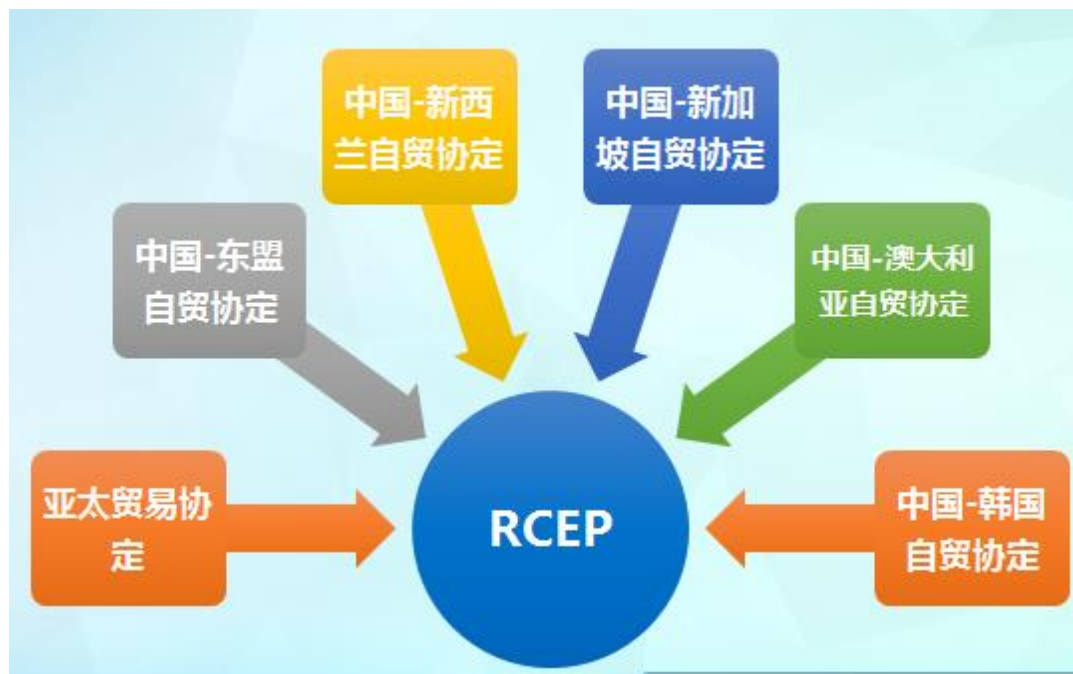 中国-新西
兰自贸协定
中国-新加
坡自贸协定
中国-东盟
自贸协定
中国-澳大利
亚自贸协定
亚太贸易协
定
RCEP
中国-韩国
自贸协定